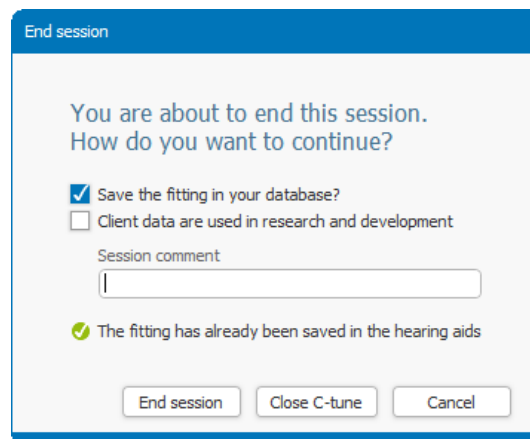 End session
You are about to end this session.
How do you want to continue?
Save the fitting in your database?
Client data are used in research and development
Session comment
The fitting has already been saved in the hearing aids
End session Close C-tune Cancel